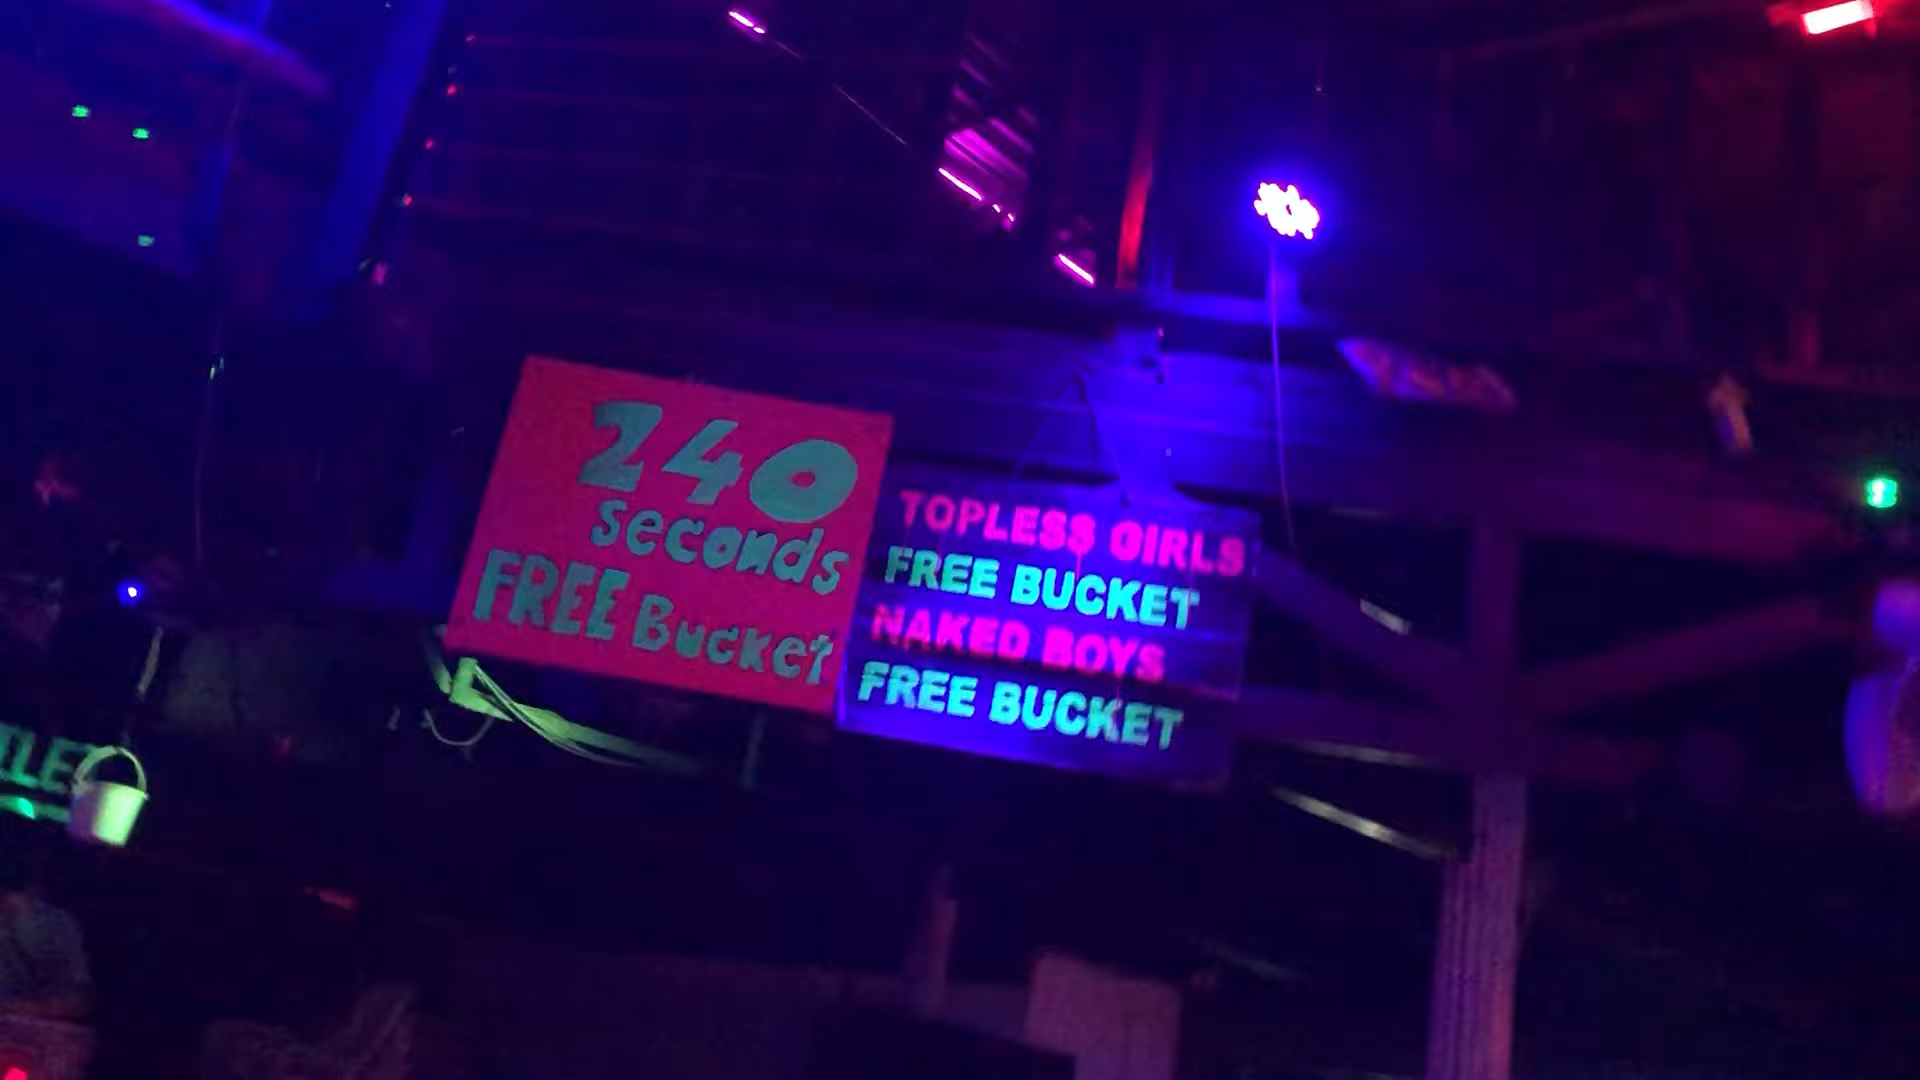 240
seconds
FREE Bucket
TOPLESS GIRLS
FREE BUCKET
NAKED BOYS
FREE BUCKET